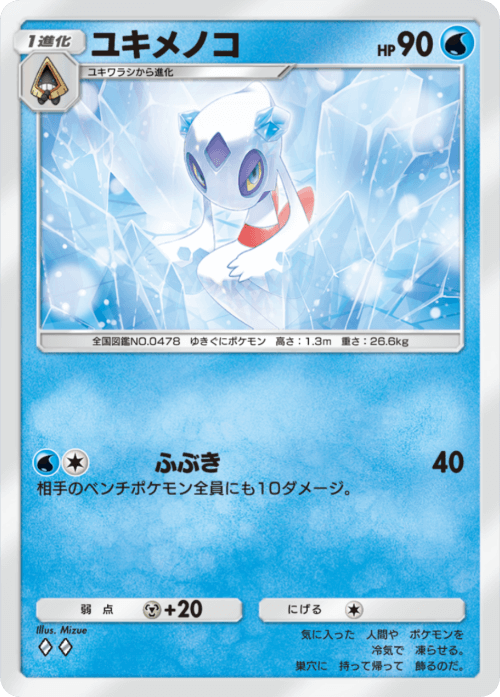 1進化
ユキメノコ
HP90
ユキワラシから進化
全国図鑑NO.0478 ゆきぐにポケモン 高さ:1.3m 重さ:26.6kg
ふぶき 40
相手のベンチポケモン全員にも10ダメージ。
弱点 +20 にげる
Illus. Mizue
気に入った 人間や ポケモンを
冷気で 凍らせる。
巣穴に 持って帰って 飾るのだ。